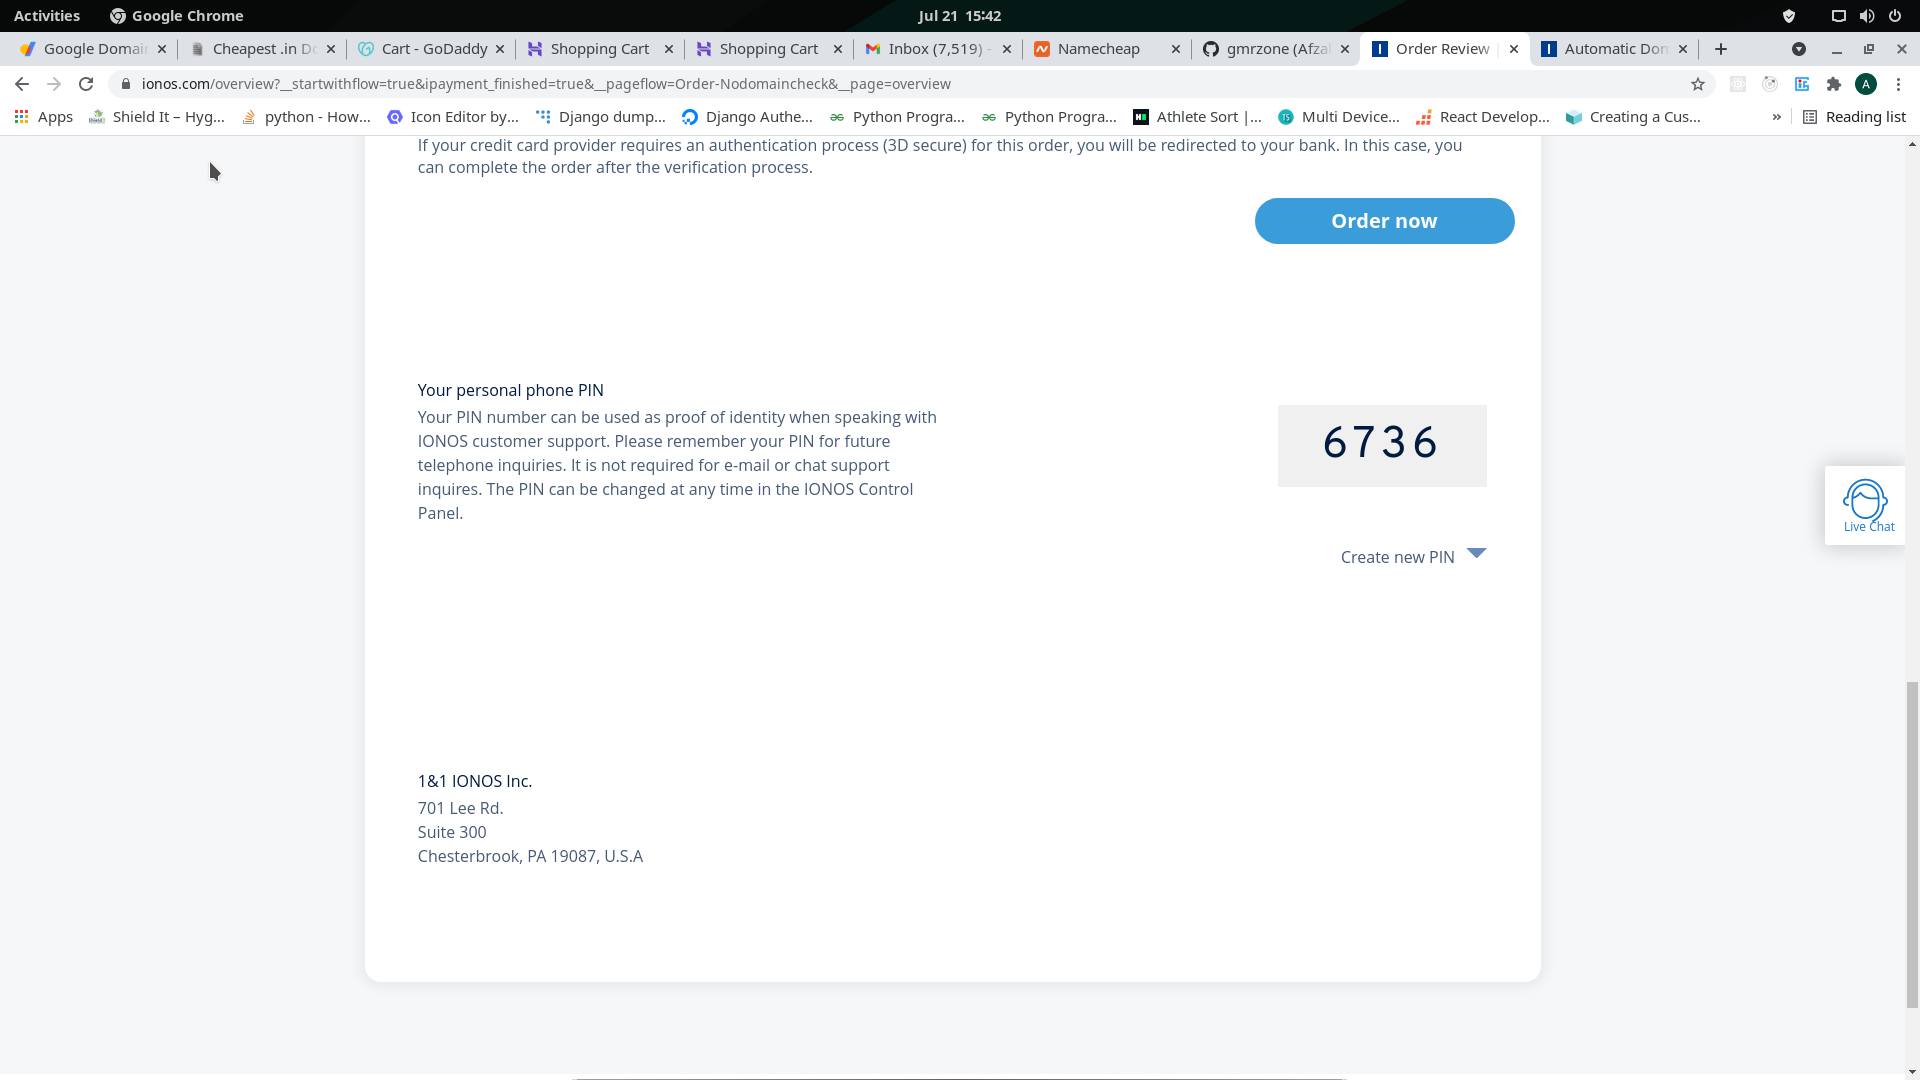 Activities Google Chrome Jul 21 15:42
Google Domain Cheapest .in Do Cart - GoDaddy Shopping Cart Shopping Cart Inbox (7,519) - Namecheap gmrzone (Afzal Order Review Automatic Dom
ionos.com/overview?__startwithflow=true&ipayment_finished=true&__pageflow=Order-Nodomaincheck&__page=overview A
Apps Shield It – Hyg... python - How... Icon Editor by... Django dump... Django Authe... Python Progra... Python Progra... Athlete Sort |... Multi Device... React Develop... Creating a Cus... » Reading list
If your credit card provider requires an authentication process (3D secure) for this order, you will be redirected to your bank. In this case, you
can complete the order after the verification process.
Order now
Your personal phone PIN
Your PIN number can be used as proof of identity when speaking with
IONOS customer support. Please remember your PIN for future
telephone inquiries. It is not required for e-mail or chat support
inquires. The PIN can be changed at any time in the IONOS Control
Panel.
6736
Create new PIN
Live Chat
1&1 IONOS Inc.
701 Lee Rd.
Suite 300
Chesterbrook, PA 19087, U.S.A